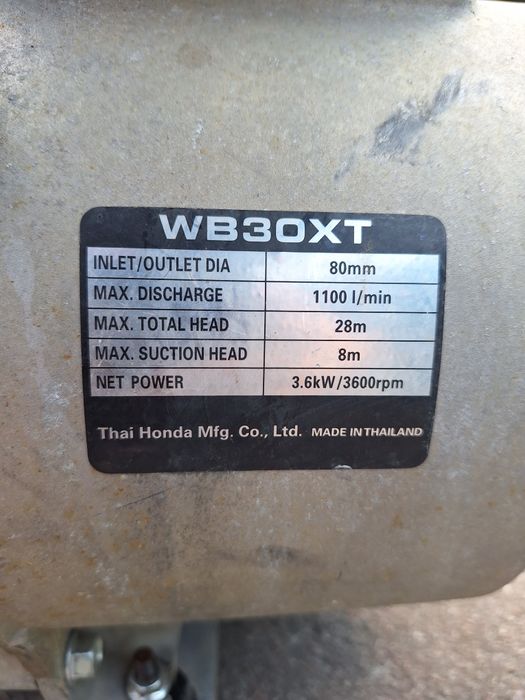 WB30XT
INLET/OUTLET DIA 80mm
MAX. DISCHARGE 1100 l/min
MAX. TOTAL HEAD 28m
MAX. SUCTION HEAD 8m
NET POWER 3.6kW/3600rpm
Thai Honda Mfg. Co., Ltd. MADE IN THAILAND